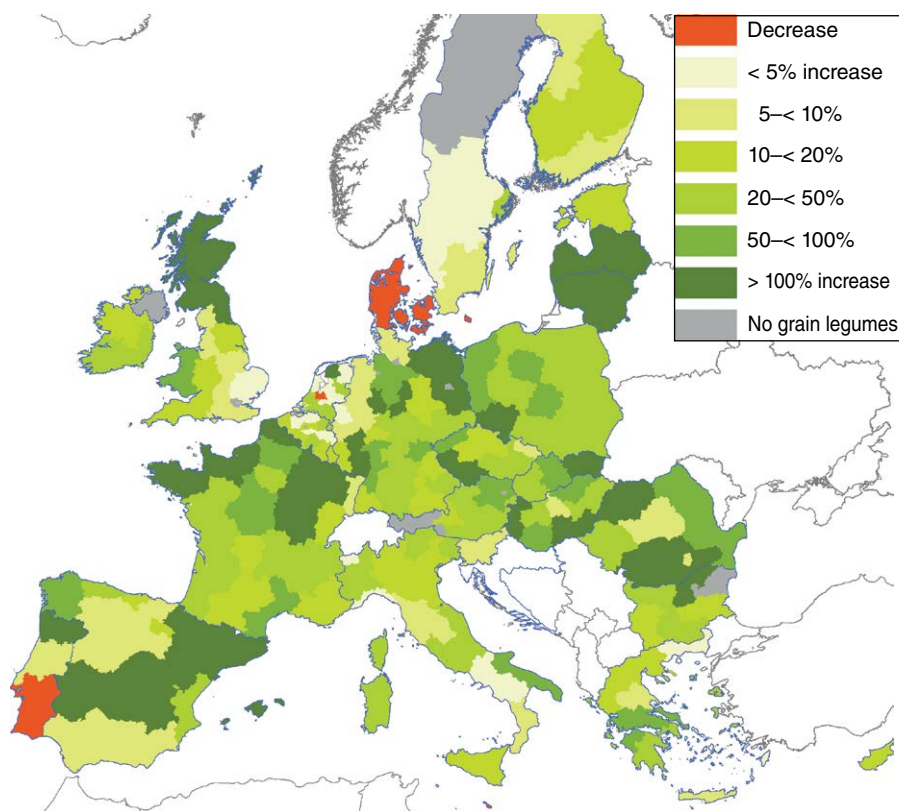 Decrease
< 5% increase
5–< 10%
10–< 20%
20–< 50%
50–< 100%
> 100% increase
No grain legumes